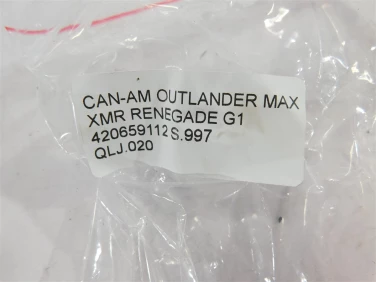 CAN-AM OUTLANDER MAX
XMR RENEGADE G1
420659112 S.997
QLJ.020